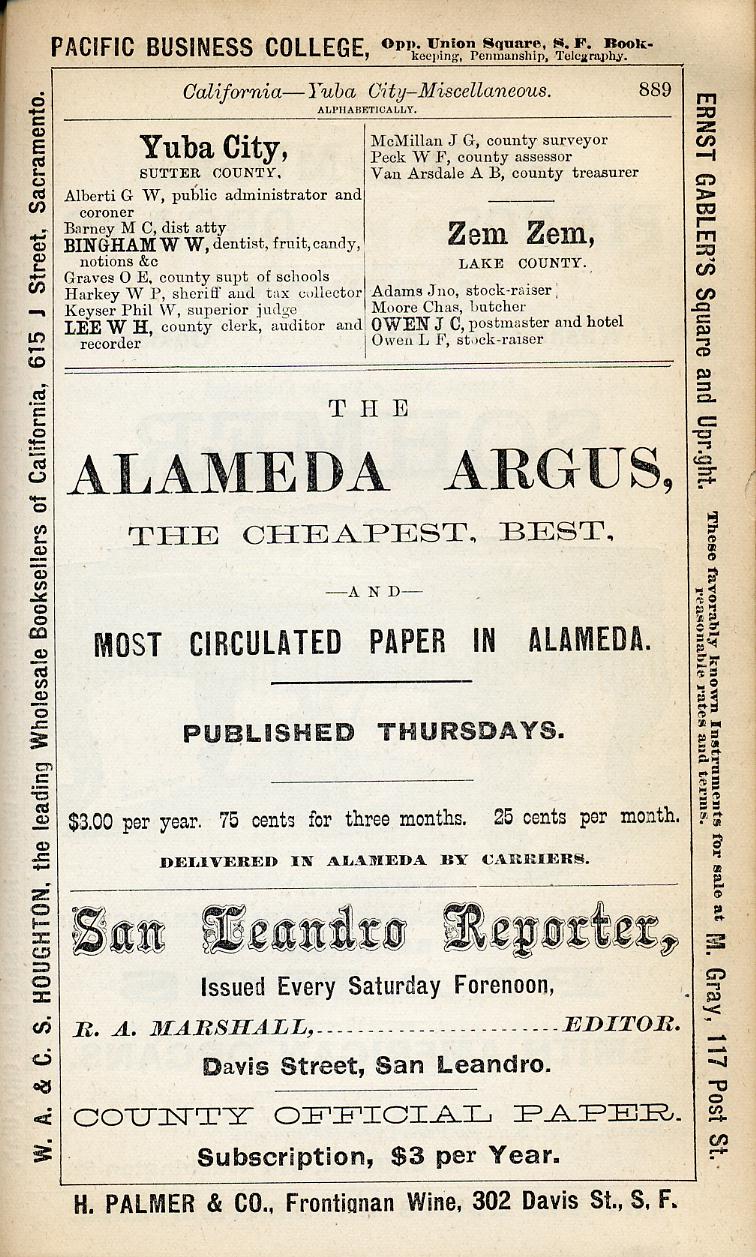 PACIFIC BUSINESS COLLEGE, Opp. Union Square, S. F. Book-
keeping, Penmanship, Telegraphy.
California—Yuba City–Miscellaneous. 889
ALPHABETICALLY.
Yuba City,
SUTTER COUNTY.
Alberti G W, public administrator and
coroner
Barney M C, dist atty
BINGHAM W W, dentist, fruit, candy,
notions &c
Graves O E, county supt of schools
Harkey W P, sheriff and tax collector
Keyser Phil W, superior judge
LEE W H, county clerk, auditor and
recorder
McMillan J G, county surveyor
Peck W F, county assessor
Van Arsdale A B, county treasurer
Zem Zem,
LAKE COUNTY.
Adams Jno, stock-raiser
Moore Chas, butcher
OWEN J C, postmaster and hotel
Owen L F, stock-raiser
THE
ALAMEDA ARGUS,
THE CHEAPEST, BEST,
—AND—
MOST CIRCULATED PAPER IN ALAMEDA.
PUBLISHED THURSDAYS.
$3.00 per year. 75 cents for three months. 25 cents per month.
DELIVERED IN ALAMEDA BY CARRIERS.
San Leandro Reporter,
Issued Every Saturday Forenoon,
R. A. MARSHALL,........................EDITOR.
Davis Street, San Leandro.
COUNTY OFFICIAL PAPER.
Subscription, $3 per Year.
H. PALMER & CO., Frontignan Wine, 302 Davis St., S. F.
W. A. & C. S. HOUGHTON, the leading Wholesale Booksellers of California, 615 J Street, Sacramento.
ERNST GABLER'S Square and Upr.ght. These favorably known Instruments for sale at M. Gray, 117 Post St.
reasonable rates and terms.